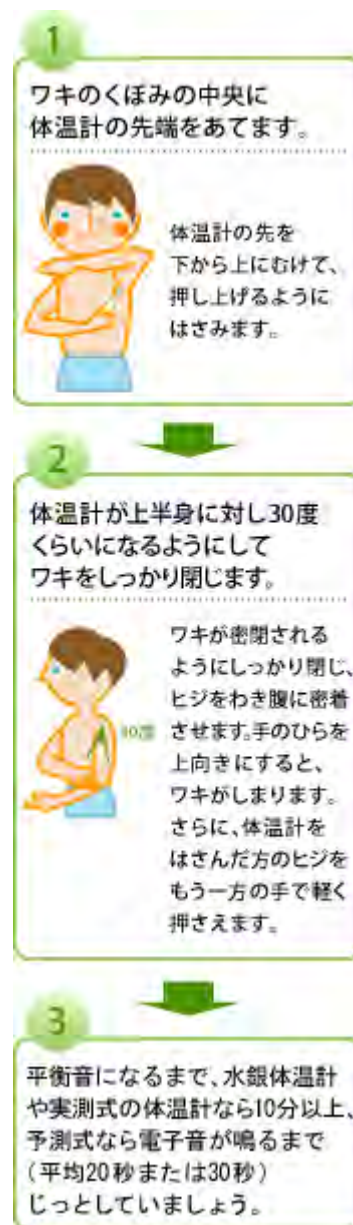 1
ワキのくぼみの中央に
体温計の先端をあてます。
体温計の先を
下から上にむけて、
押し上げるように
はさみます。
2
体温計が上半身に対し30度
くらいになるようにして
ワキをしっかり閉じます。
ワキが密閉される
ようにしっかり閉じ、
ヒジをわき腹に密着
させます。手のひらを
上向きにすると、
ワキがしまります。
さらに、体温計を
はさんだ方のヒジを
もう一方の手で軽く
押さえます。
30度
3
平衡音になるまで、水銀体温計
や実測式の体温計なら10分以上、
予測式なら電子音が鳴るまで
(平均20秒または30秒)
じっとしていましょう。